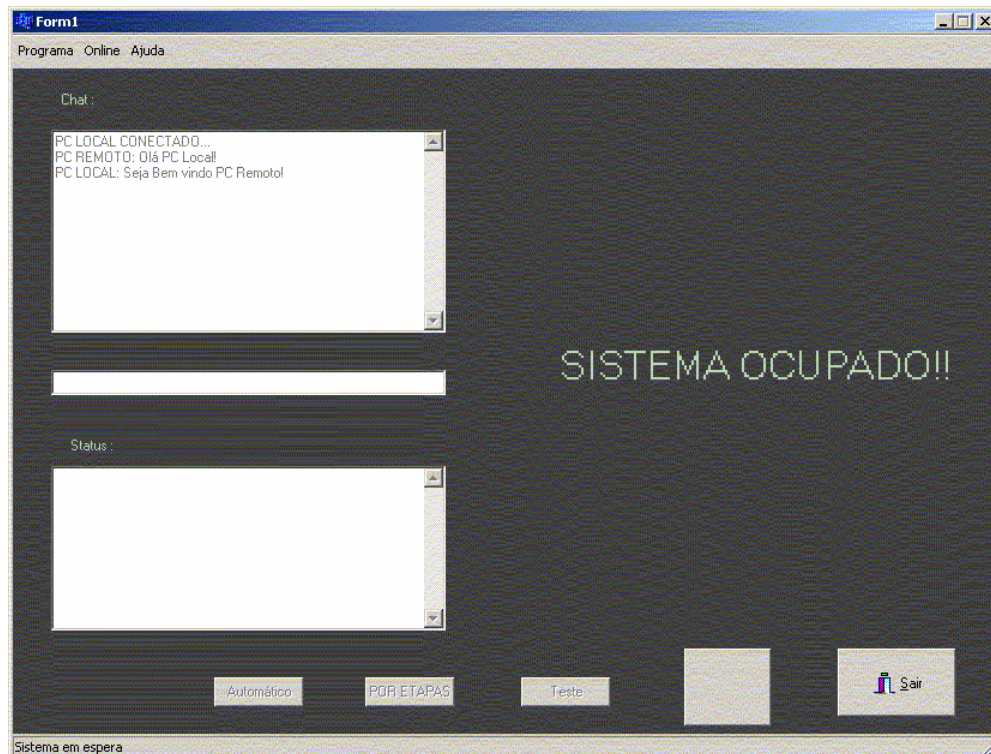 Form1
Programa Online Ajuda
Chat :
PC LOCAL CONECTADO...
PC REMOTO: Olá PC Local!
PC LOCAL: Seja Bem vindo PC Remoto!
SISTEMA OCUPADO!!
Status :
Automático POR ETAPAS Teste Sair
Sistema em espera